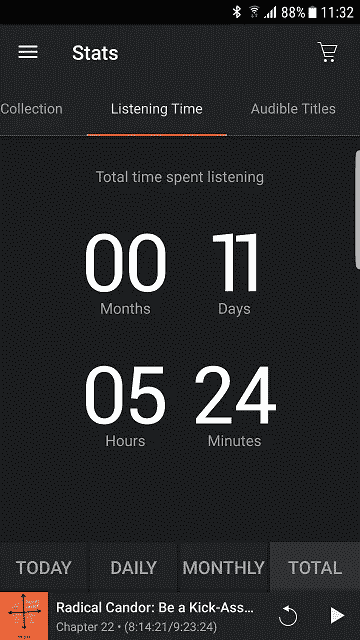 88% 11:32
Stats
Collection Listening Time Audible Titles
Total time spent listening
00 11
Months Days
05 24
Hours Minutes
TODAY DAILY MONTHLY TOTAL
Radical Candor: Be a Kick-Ass…
Chapter 22 • (8:14:21/9:23:24)